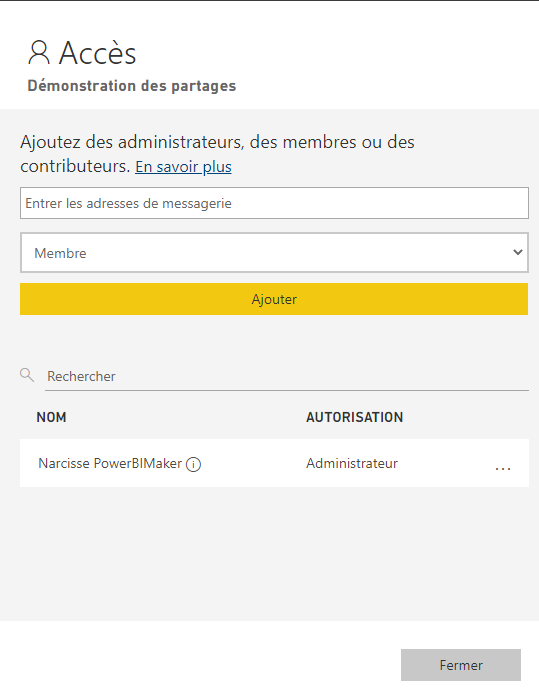 Accès
Démonstration des partages
Ajoutez des administrateurs, des membres ou des
contributeurs. En savoir plus
Entrer les adresses de messagerie
Membre
Ajouter
Rechercher
NOM AUTORISATION
Narcisse PowerBIMaker Administrateur ...
Fermer